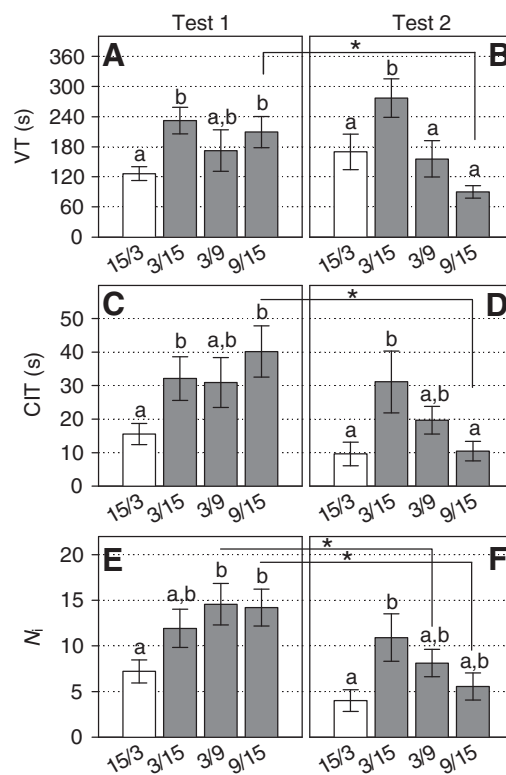 Test 1 Test 2
A * B
VT (s)
360
300
240
180
120
60
0
a b a,b b
a b a a
15/3 3/15 3/9 9/15 15/3 3/15 3/9 9/15
C * D
CIT (s)
50
40
30
20
10
0
a b a,b b
a b a,b a
15/3 3/15 3/9 9/15 15/3 3/15 3/9 9/15
E * * F
Ni
20
15
10
5
0
a a,b b b
a b a,b a,b
15/3 3/15 3/9 9/15 15/3 3/15 3/9 9/15